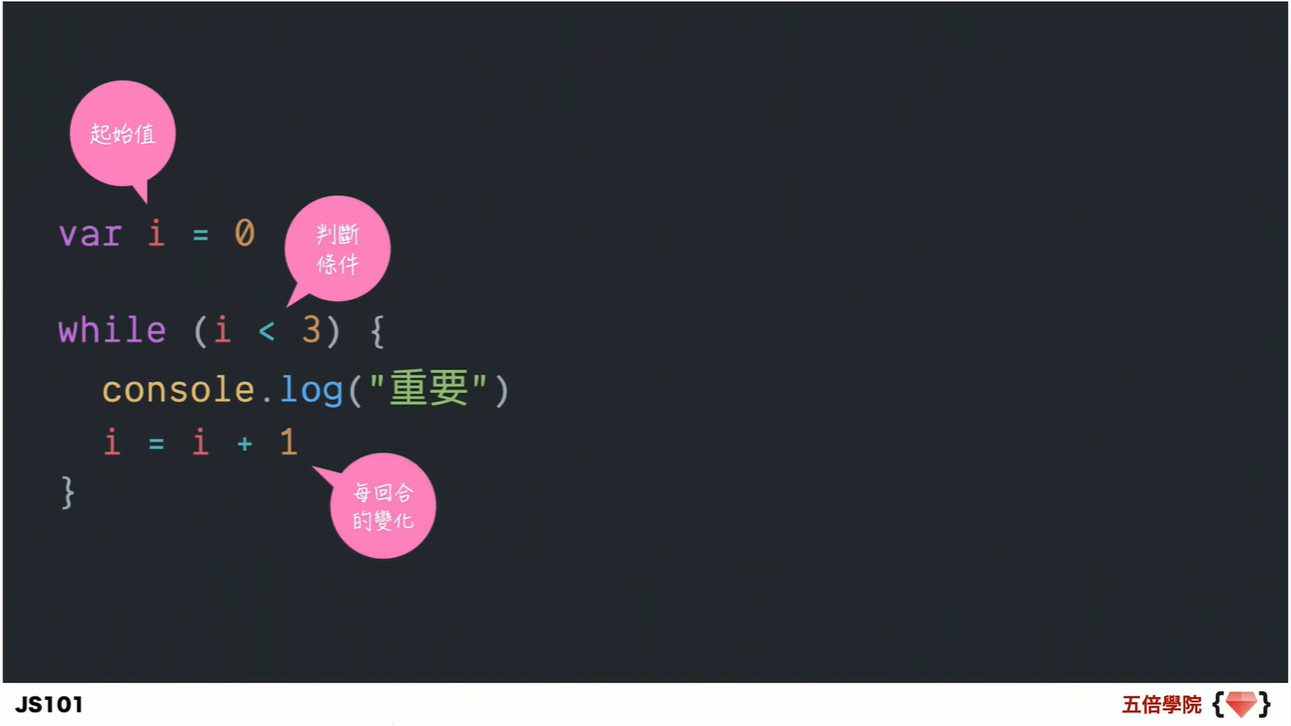 起始值
var i = 0
判斷
條件
while (i < 3) {
console.log("重要")
i = i + 1
}
每回合
的變化
JS101
五倍學院 { }